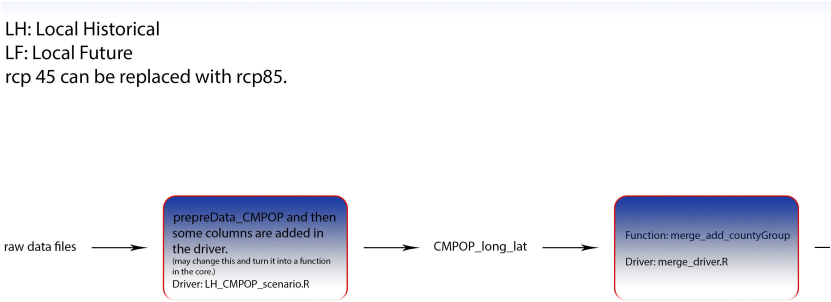 LH: Local Historical
LF: Local Future
rcp 45 can be replaced with rcp85.
raw data files
prepreData_CMPOP and then
some columns are added in
the driver.
(may change this and turn it into a function
in the core.)
Driver: LH_CMPOP_scenario.R
CMPOP_long_lat
Function: merge_add_countyGroup
Driver: merge_driver.R